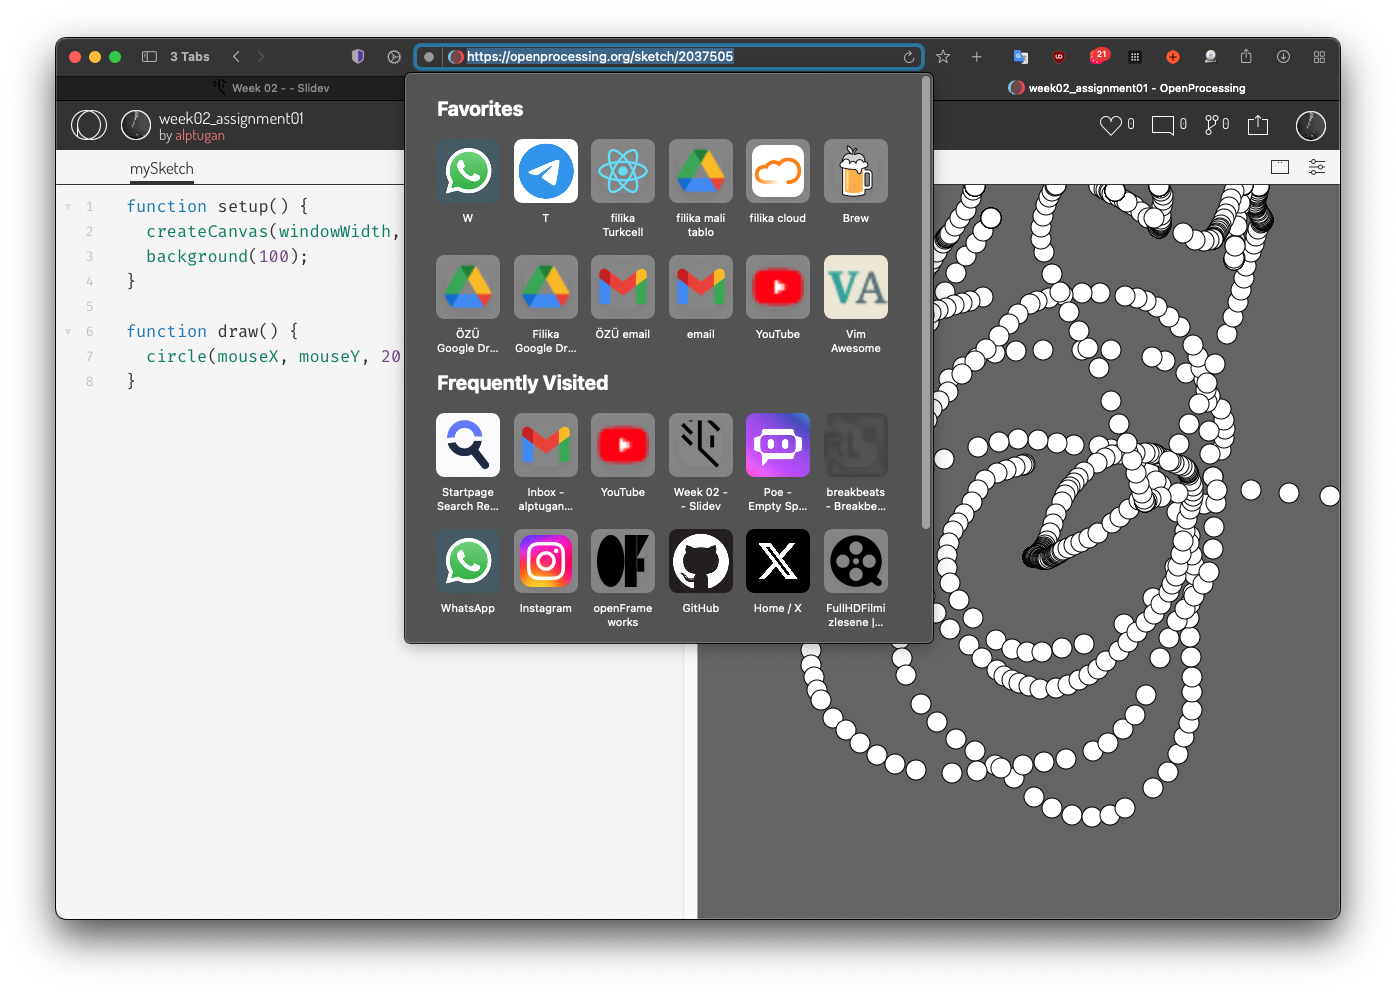 3 Tabs
https://openprocessing.org/sketch/2037505
21
Week 02 - - Slidev
week02_assignment01 - OpenProcessing
week02_assignment01
by alptugan
0
0
0
mySketch
1 function setup() {
2 createCanvas(windowWidth,
3 background(100);
4 }
5
6 function draw() {
7 circle(mouseX, mouseY, 20
8 }
Favorites
W
T
filika
Turkcell
filika mali
tablo
filika cloud
Brew
VA
ÖZÜ
Google Dr...
Filika
Google Dr...
ÖZÜ email
email
YouTube
Vim
Awesome
Frequently Visited
Startpage
Search Re...
Inbox -
alptugan...
YouTube
Week 02 -
- Slidev
Poe -
Empty Sp...
breakbeats
- Breakbe...
WhatsApp
Instagram
openFrame
works
GitHub
Home / X
FullHDFilmi
izlesene |...